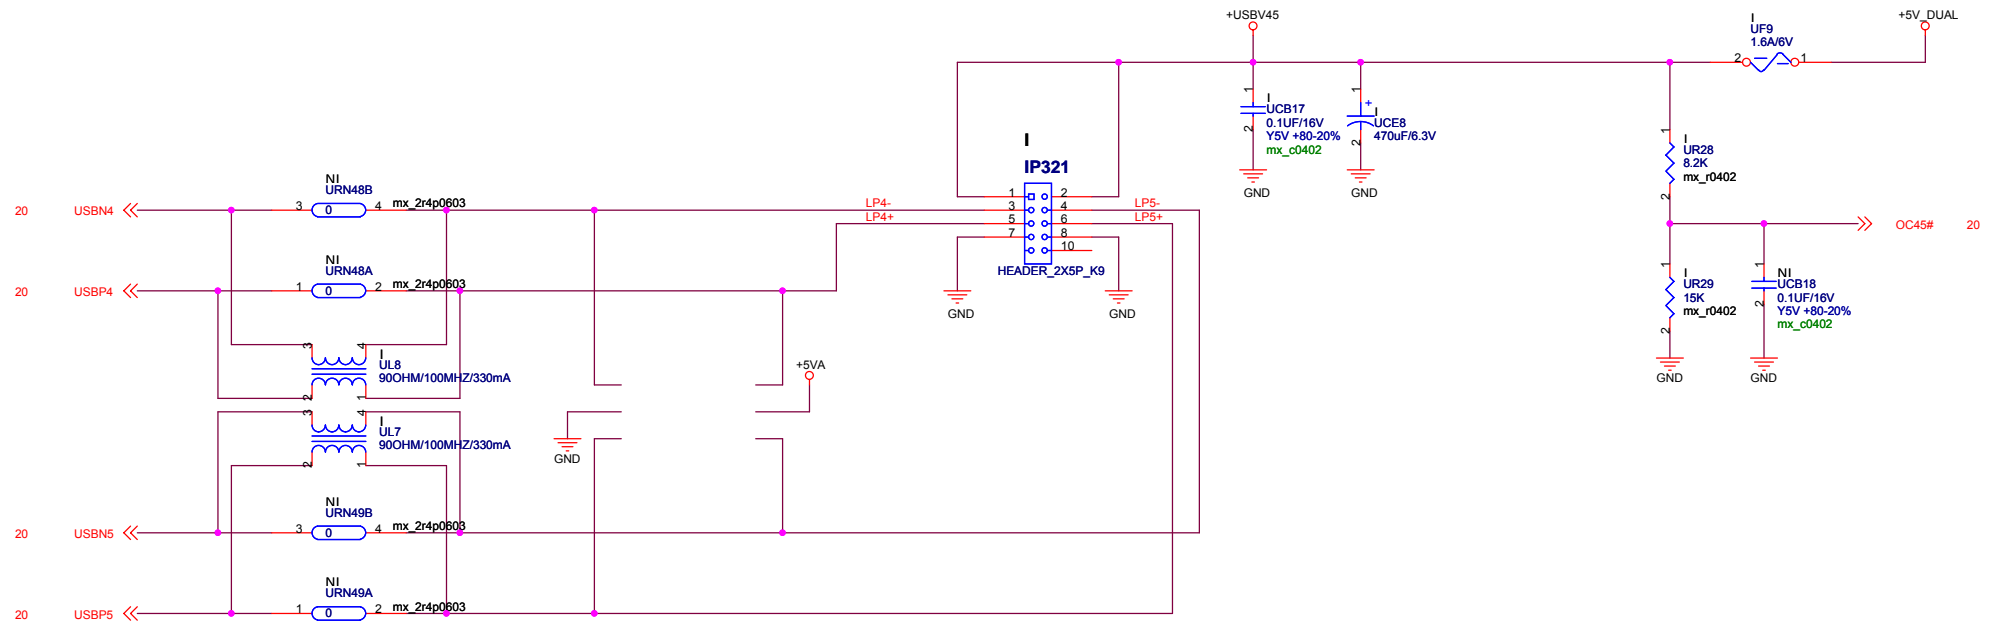 +USBV45
+5V_DUAL
I
UF9
1.6A/6V
2
1
1
2
I
UCB17
0.1UF/16V
Y5V +80-20%
mx_c0402
GND
1
+
2
I
UCE8
470uF/6.3V
GND
1
2
I
UR28
8.2K
mx_r0402
I
IP321
1
2
3
4
5
6
7
8
10
HEADER_2X5P_K9
LP4-
LP4+
LP5-
LP5+
GND
GND
20
USBN4
NI
URN48B
3
0
4
mx_2r4p0603
20
USBP4
NI
URN48A
1
0
2
mx_2r4p0603
OC45#
20
1
2
I
UR29
15K
mx_r0402
GND
1
2
NI
UCB18
0.1UF/16V
Y5V +80-20%
mx_c0402
GND
3
4
2
1
I
UL8
90OHM/100MHZ/330mA
3
4
2
1
I
UL7
90OHM/100MHZ/330mA
+5VA
GND
20
USBN5
NI
URN49B
3
0
4
mx_2r4p0603
20
USBP5
NI
URN49A
1
0
2
mx_2r4p0603